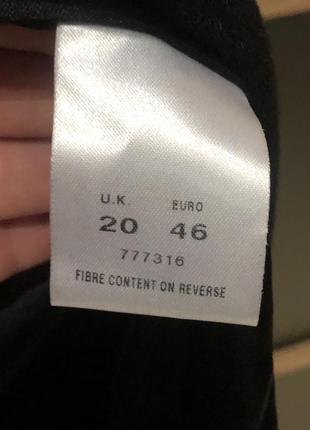 U.K. EURO
20 46
777316
FIBRE CONTENT ON REVERSE